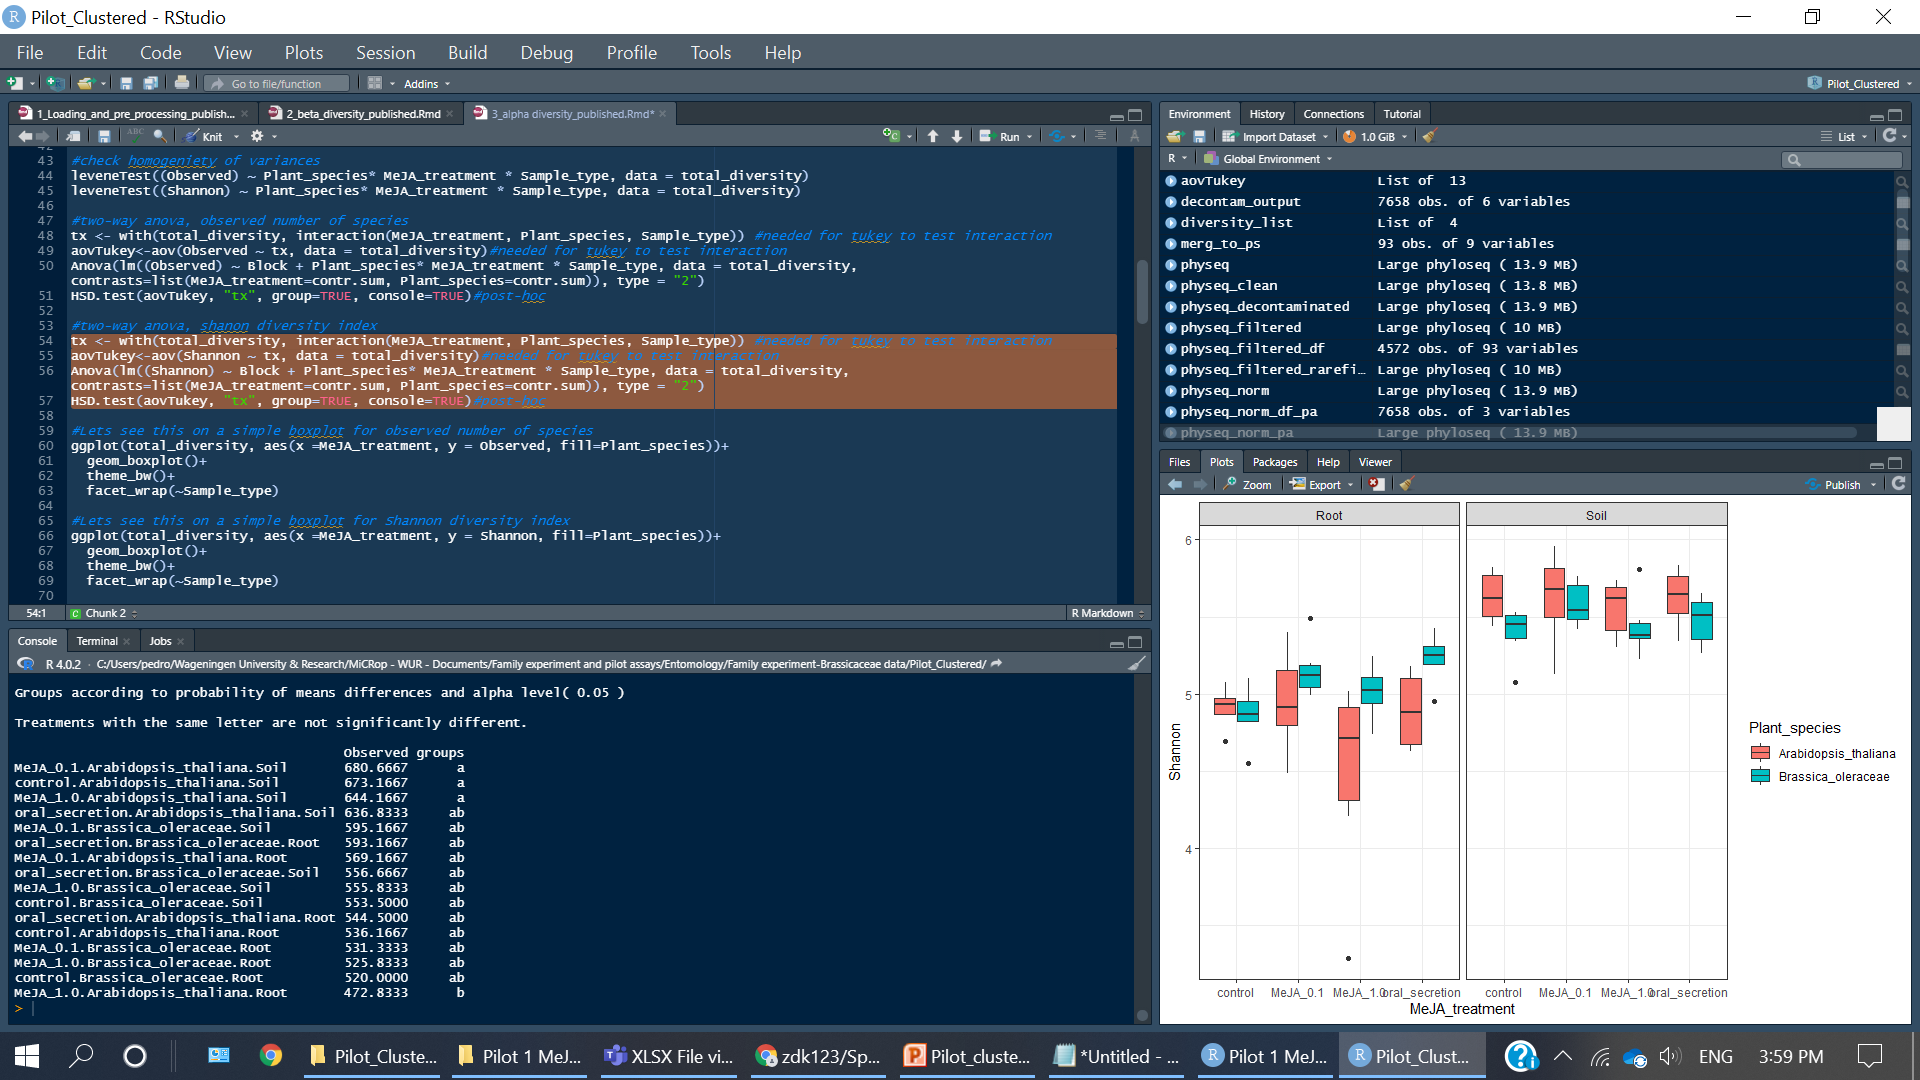 Pilot_Clustered - RStudio
File Edit Code View Plots Session Build Debug Profile Tools Help
Go to file/function Addins Pilot_Clustered
1_Loading_and_pre_processing_publish... 2_beta_diversity_published.Rmd 3_alpha diversity_published.Rmd*
ABC Knit Run
42
43 #check homogeniety of variances
44 leveneTest((Observed) ~ Plant_species* MeJA_treatment * Sample_type, data = total_diversity)
45 leveneTest((Shannon) ~ Plant_species* MeJA_treatment * Sample_type, data = total_diversity)
46
47 #two-way anova, observed number of species
48 tx <- with(total_diversity, interaction(MeJA_treatment, Plant_species, Sample_type)) #needed for tukey to test interaction
49 aovTukey<-aov(Observed ~ tx, data = total_diversity)#needed for tukey to test interaction
50 Anova(lm((Observed) ~ Block + Plant_species* MeJA_treatment * Sample_type, data = total_diversity,
contrasts=list(MeJA_treatment=contr.sum, Plant_species=contr.sum)), type = "2")
51 HSD.test(aovTukey, "tx", group=TRUE, console=TRUE)#post-hoc
52
53 #two-way anova, shanon diversity index
54 tx <- with(total_diversity, interaction(MeJA_treatment, Plant_species, Sample_type)) #needed for tukey to test interaction
55 aovTukey<-aov(Shannon ~ tx, data = total_diversity)#needed for tukey to test interaction
56 Anova(lm((Shannon) ~ Block + Plant_species* MeJA_treatment * Sample_type, data = total_diversity,
contrasts=list(MeJA_treatment=contr.sum, Plant_species=contr.sum)), type = "2")
57 HSD.test(aovTukey, "tx", group=TRUE, console=TRUE)#post-hoc
58
59 #Lets see this on a simple boxplot for observed number of species
60 ggplot(total_diversity, aes(x =MeJA_treatment, y = Observed, fill=Plant_species))+
61 geom_boxplot()+
62 theme_bw()+
63 facet_wrap(~Sample_type)
64
65 #Lets see this on a simple boxplot for Shannon diversity index
66 ggplot(total_diversity, aes(x =MeJA_treatment, y = Shannon, fill=Plant_species))+
67 geom_boxplot()+
68 theme_bw()+
69 facet_wrap(~Sample_type)
70
54:1 C Chunk 2 R Markdown
Console Terminal Jobs
R 4.0.2 · C:/Users/pedro/Wageningen University & Research/MiCRop - WUR - Documents/Family experiment and pilot assays/Entomology/Family experiment-Brassicaceae data/Pilot_Clustered/
Groups according to probability of means differences and alpha level( 0.05 )
Treatments with the same letter are not significantly different.
Observed groups
MeJA_0.1.Arabidopsis_thaliana.Soil 680.6667 a
control.Arabidopsis_thaliana.Soil 673.1667 a
MeJA_1.0.Arabidopsis_thaliana.Soil 644.1667 a
oral_secretion.Arabidopsis_thaliana.Soil 636.8333 ab
MeJA_0.1.Brassica_oleraceae.Soil 595.1667 ab
oral_secretion.Brassica_oleraceae.Root 593.1667 ab
MeJA_0.1.Arabidopsis_thaliana.Root 569.1667 ab
oral_secretion.Brassica_oleraceae.Soil 556.6667 ab
MeJA_1.0.Brassica_oleraceae.Soil 555.8333 ab
control.Brassica_oleraceae.Soil 553.5000 ab
oral_secretion.Arabidopsis_thaliana.Root 544.5000 ab
control.Arabidopsis_thaliana.Root 536.1667 ab
MeJA_0.1.Brassica_oleraceae.Root 531.3333 ab
MeJA_1.0.Brassica_oleraceae.Root 525.8333 ab
control.Brassica_oleraceae.Root 520.0000 ab
MeJA_1.0.Arabidopsis_thaliana.Root 472.8333 b
>
Environment History Connections Tutorial
Import Dataset 1.0 GiB List
R Global Environment
aovTukey List of 13
decontam_output 7658 obs. of 6 variables
diversity_list List of 4
merg_to_ps 93 obs. of 9 variables
physeq Large phyloseq ( 13.9 MB)
physeq_clean Large phyloseq ( 13.8 MB)
physeq_decontaminated Large phyloseq ( 13.9 MB)
physeq_filtered Large phyloseq ( 10 MB)
physeq_filtered_df 4572 obs. of 93 variables
physeq_filtered_rarefi... Large phyloseq ( 10 MB)
physeq_norm Large phyloseq ( 13.9 MB)
physeq_norm_df_pa 7658 obs. of 3 variables
physeq_norm_pa Large phyloseq ( 13.9 MB)
Files Plots Packages Help Viewer
Zoom Export Publish
Root Soil
6
5
4
Shannon
control MeJA_0.1 MeJA_1.0 oral_secretion control MeJA_0.1 MeJA_1.0 oral_secretion
MeJA_treatment
Plant_species
Arabidopsis_thaliana
Brassica_oleraceae
Pilot_Cluste... Pilot 1 MeJ... XLSX File vi... zdk123/Sp... Pilot_cluste... *Untitled - ... Pilot 1 MeJ... Pilot_Clust... ENG 3:59 PM